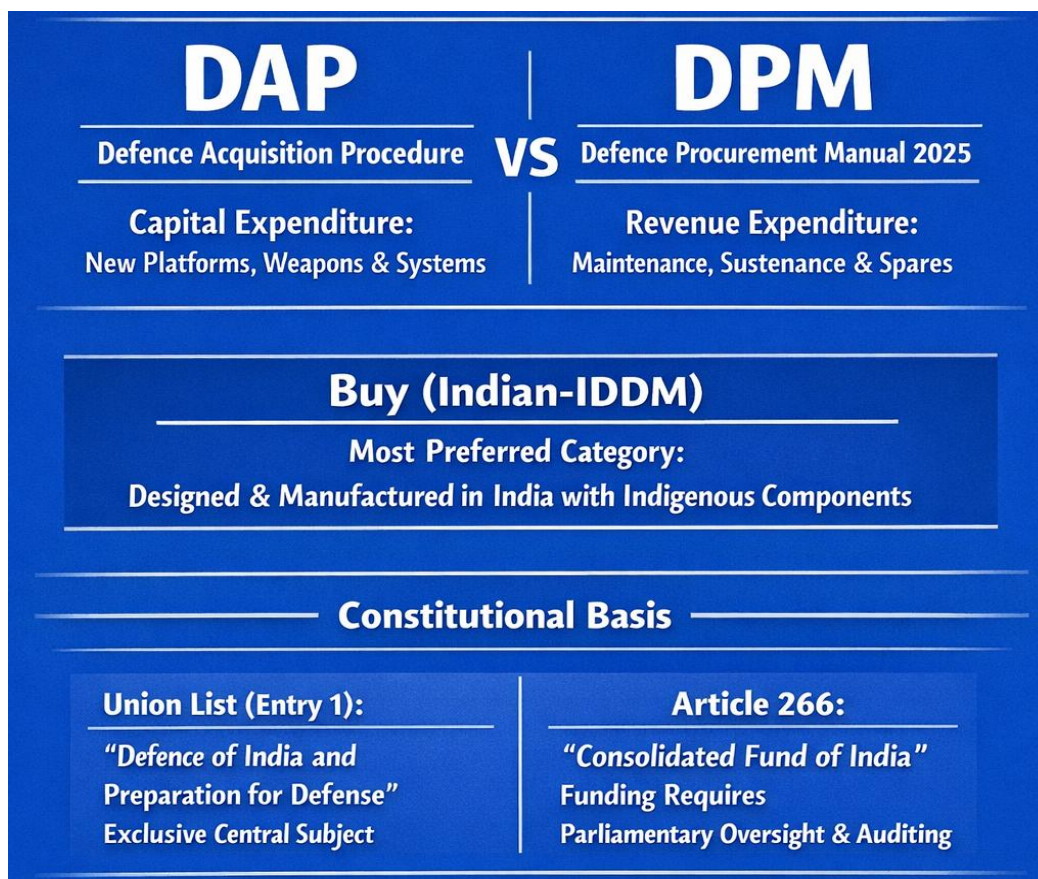 DAP
Defence Acquisition Procedure
Capital Expenditure:
New Platforms, Weapons & Systems
VS
DPM
Defence Procurement Manual 2025
Revenue Expenditure:
Maintenance, Sustenance & Spares
Buy (Indian-IDDM)
Most Preferred Category:
Designed & Manufactured in India with Indigenous Components
Constitutional Basis
Union List (Entry 1):
“Defence of India and
Preparation for Defense”
Exclusive Central Subject
Article 266:
“Consolidated Fund of India”
Funding Requires
Parliamentary Oversight & Auditing